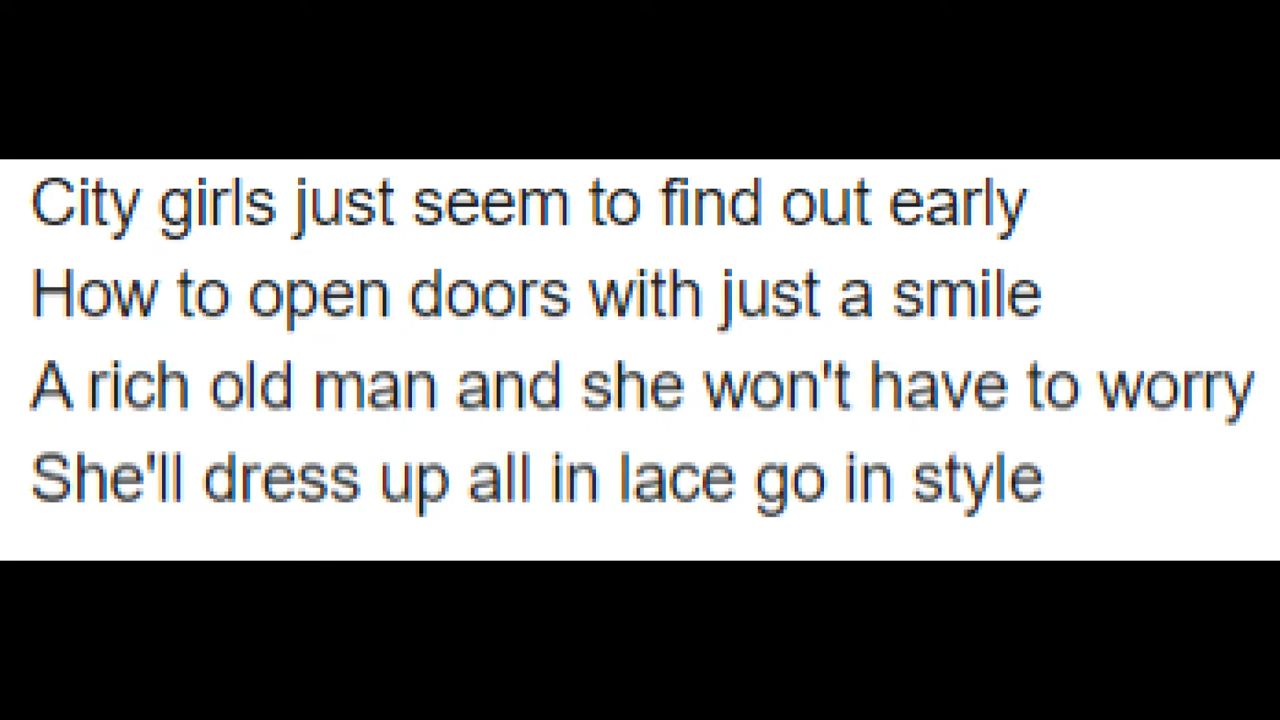 City girls just seem to find out early
How to open doors with just a smile
A rich old man and she won't have to worry
She'll dress up all in lace go in style